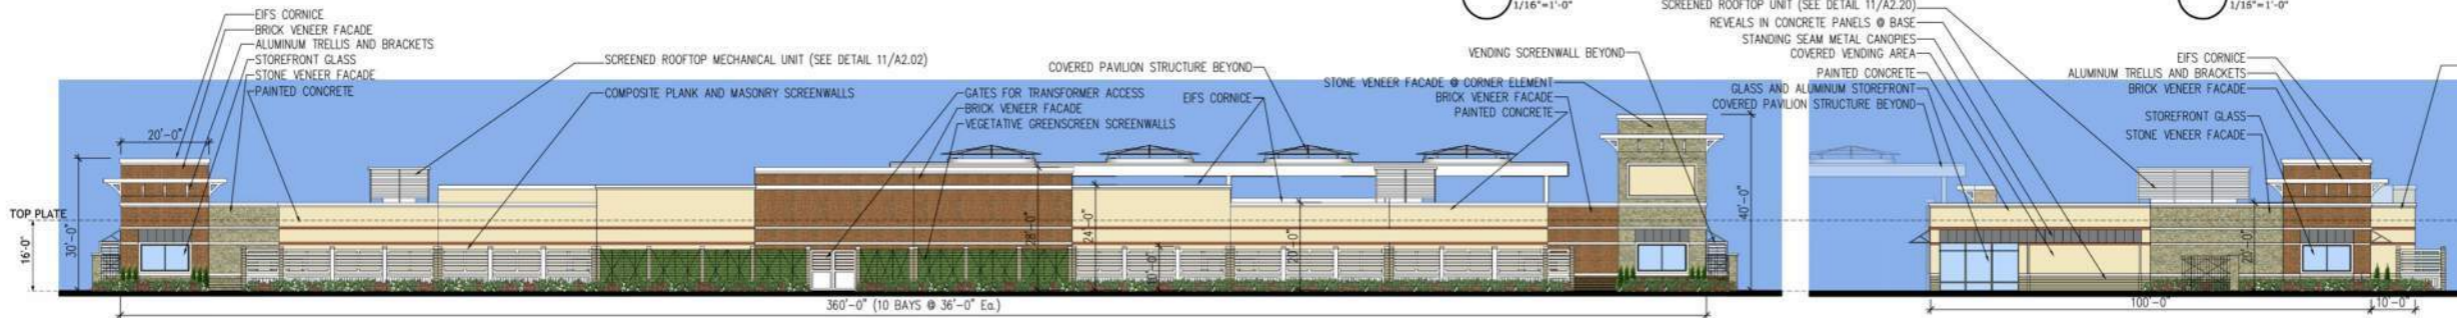 1/16"=1'-0"
1/16"=1'-0"
EIFS CORNICE
BRICK VENEER FACADE
ALUMINUM TRELLIS AND BRACKETS
STOREFRONT GLASS
STONE VENEER FACADE
PAINTED CONCRETE
SCREENED ROOFTOP MECHANICAL UNIT (SEE DETAIL 11/A2.02)
COMPOSITE PLANK AND MASONRY SCREENWALLS
COVERED PAVILION STRUCTURE BEYOND
GATES FOR TRANSFORMER ACCESS
BRICK VENEER FACADE
VEGETATIVE GREENSCREEN SCREENWALLS
EIFS CORNICE
VENDING SCREENWALL BEYOND
STONE VENEER FACADE @ CORNER ELEMENT
BRICK VENEER FACADE
PAINTED CONCRETE
20'-0"
TOP PLATE
16'-0"
30'-0"
28'-0"
24'-0"
10'-0"
20'-0"
40'-0"
360'-0" (10 BAYS @ 36'-0" Ea.)
SCREENED ROOFTOP UNIT (SEE DETAIL 11/A2.20)
REVEALS IN CONCRETE PANELS @ BASE
STANDING SEAM METAL CANOPIES
COVERED VENDING AREA
PAINTED CONCRETE
GLASS AND ALUMINUM STOREFRONT
COVERED PAVILION STRUCTURE BEYOND
EIFS CORNICE
ALUMINUM TRELLIS AND BRACKETS
BRICK VENEER FACADE
STOREFRONT GLASS
STONE VENEER FACADE
20'-0"
100'-0"
10'-0"